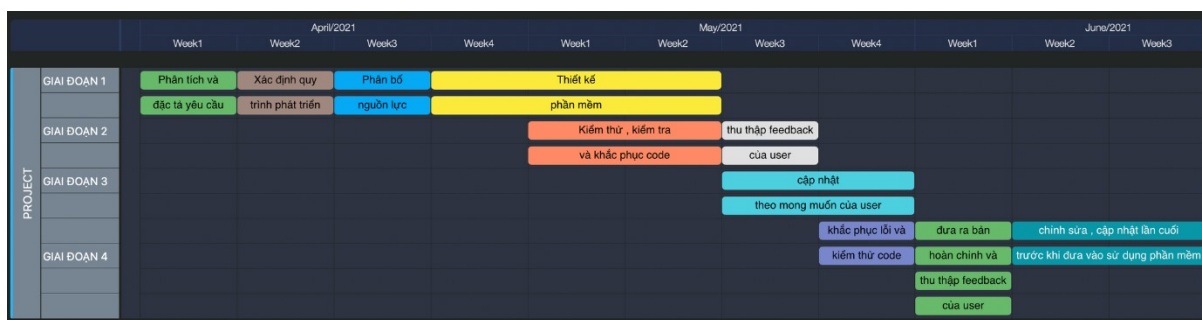 April/2021 May/2021 June/2021
Week1 Week2 Week3 Week4 Week1 Week2 Week3 Week4 Week1 Week2 Week3
PROJECT
GIAI ĐOẠN 1 Phân tích và Xác định quy Phân bố Thiết kế
đặc tả yêu cầu trình phát triển nguồn lực phần mềm
GIAI ĐOẠN 2 Kiểm thử , kiểm tra thu thập feedback
và khắc phục code của user
GIAI ĐOẠN 3 cập nhật
theo mong muốn của user
khắc phục lỗi và đưa ra bản chỉnh sửa , cập nhật lần cuối
GIAI ĐOẠN 4 kiểm thử code hoàn chỉnh và trước khi đưa vào sử dụng phần mềm
thu thập feedback
của user